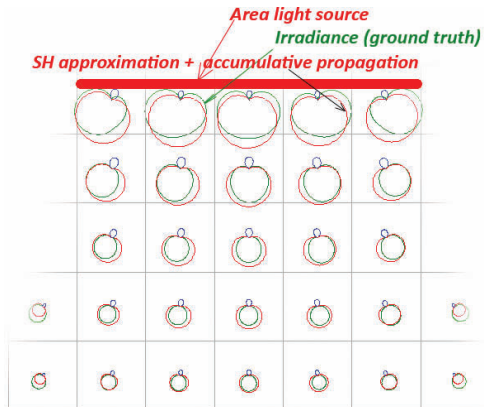 Area light source
Irradiance (ground truth)
SH approximation + accumulative propagation